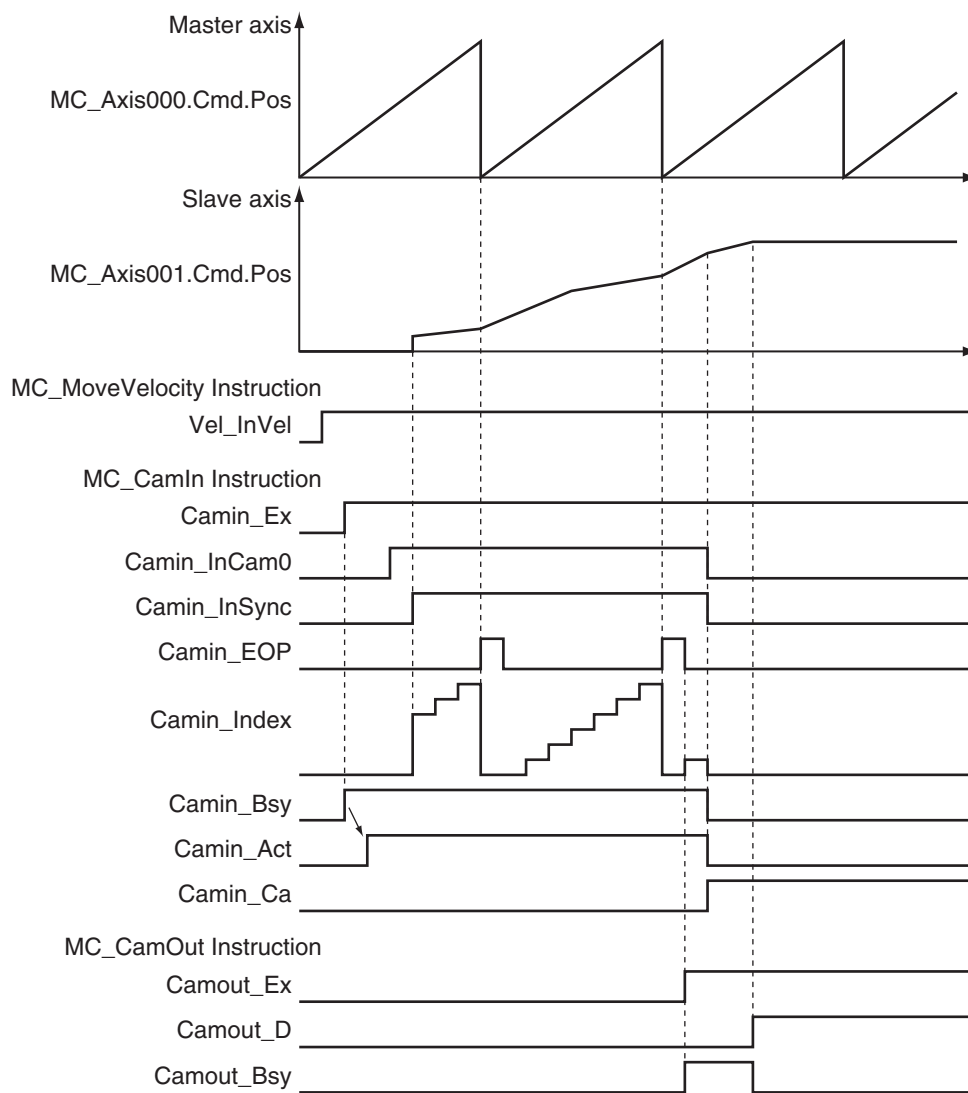 Master axis
MC_Axis000.Cmd.Pos
Slave axis
MC_Axis001.Cmd.Pos
MC_MoveVelocity Instruction
Vel_InVel
MC_CamIn Instruction
Camin_Ex
Camin_InCam0
Camin_InSync
Camin_EOP
Camin_Index
Camin_Bsy
Camin_Act
Camin_Ca
MC_CamOut Instruction
Camout_Ex
Camout_D
Camout_Bsy